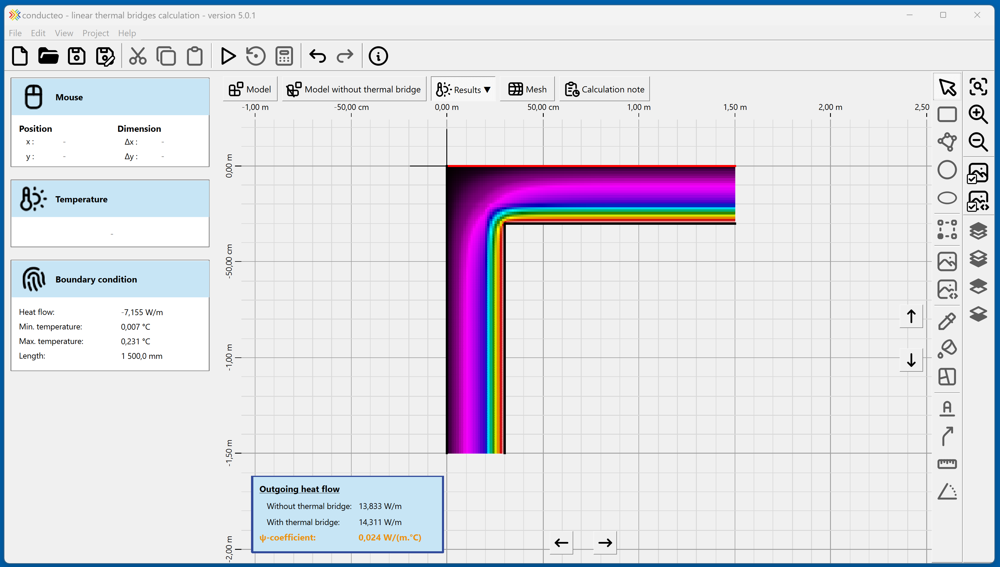 conducteo - linear thermal bridges calculation - version 5.0.1
File Edit View Project Help
Mouse
Position Dimension
x : - Δx : -
y : - Δy : -
Temperature
-
Boundary condition
Heat flow: -7,155 W/m
Min. temperature: 0,007 °C
Max. temperature: 0,231 °C
Length: 1 500,0 mm
Model Model without thermal bridge Results ▼ Mesh Calculation note
-1,00 m -50,00 cm 0,00 m 50,00 cm 1,00 m 1,50 m 2,00 m 2,50
0,00 m
-50,00 cm
-1,00 m
-1,50 m
-2,00 m
Outgoing heat flow
Without thermal bridge: 13,833 W/m
With thermal bridge: 14,311 W/m
ψ-coefficient: 0,024 W/(m.°C)
A